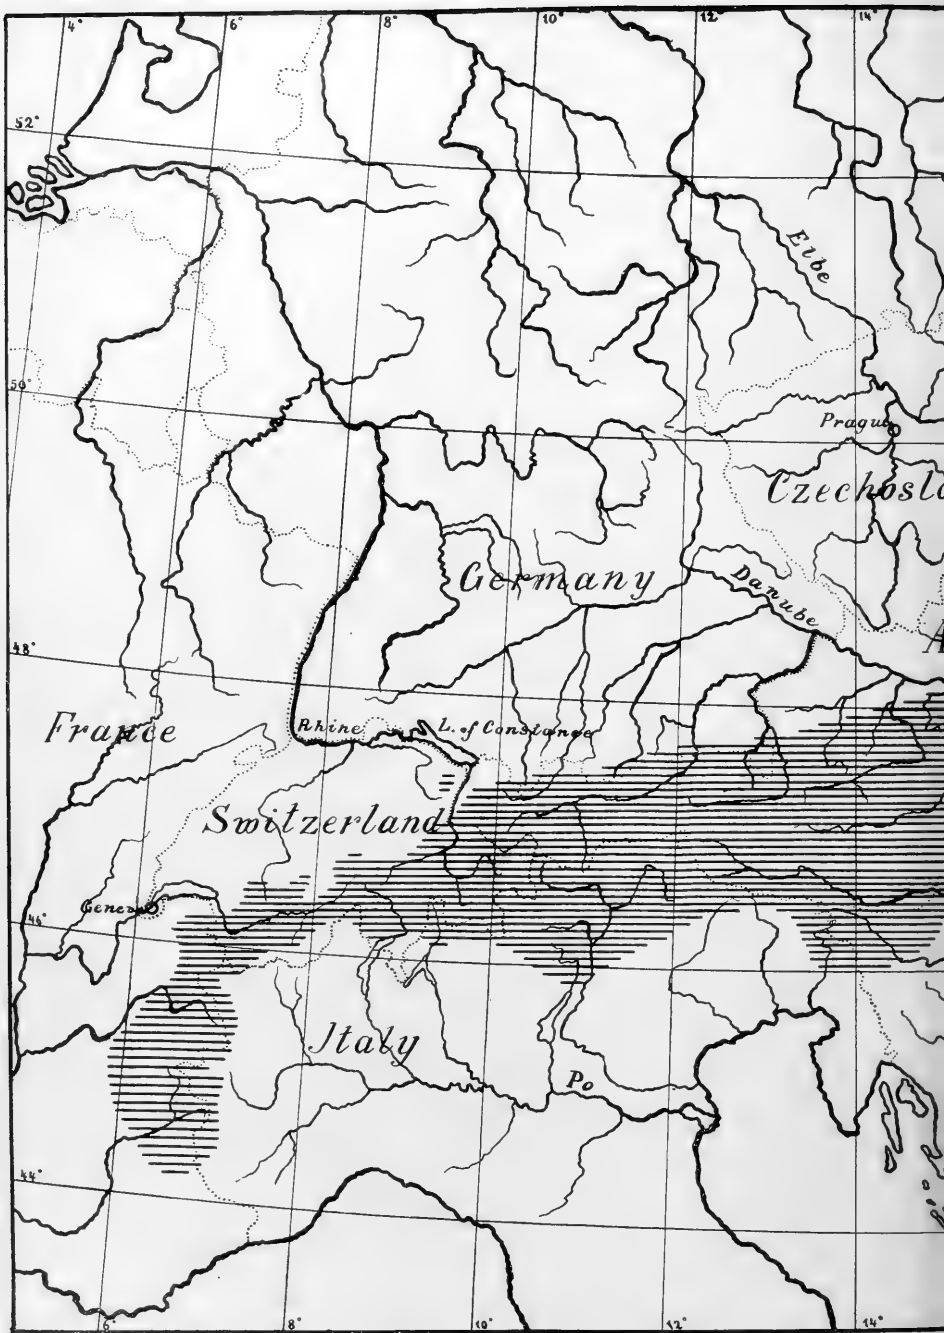 4° 6° 8° 10° 12° 14°
52°
Elbe
50°
Prague
Czechoslo
Germany
Danube
48°
A
France
Rhine
L. of Constance
Switzerland
Geneva
46°
Italy
Po
44°
6° 8° 10° 12° 14°